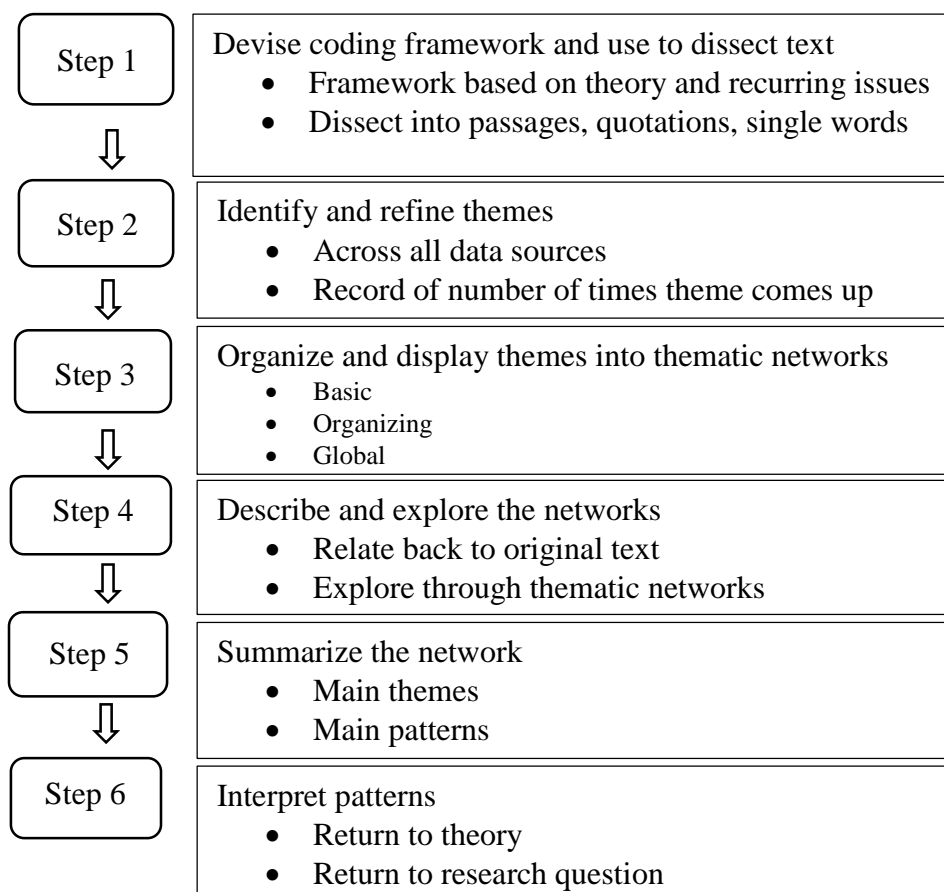 Step 1
Devise coding framework and use to dissect text
• Framework based on theory and recurring issues
• Dissect into passages, quotations, single words
Step 2
Identify and refine themes
• Across all data sources
• Record of number of times theme comes up
Step 3
Organize and display themes into thematic networks
• Basic
• Organizing
• Global
Step 4
Describe and explore the networks
• Relate back to original text
• Explore through thematic networks
Step 5
Summarize the network
• Main themes
• Main patterns
Step 6
Interpret patterns
• Return to theory
• Return to research question